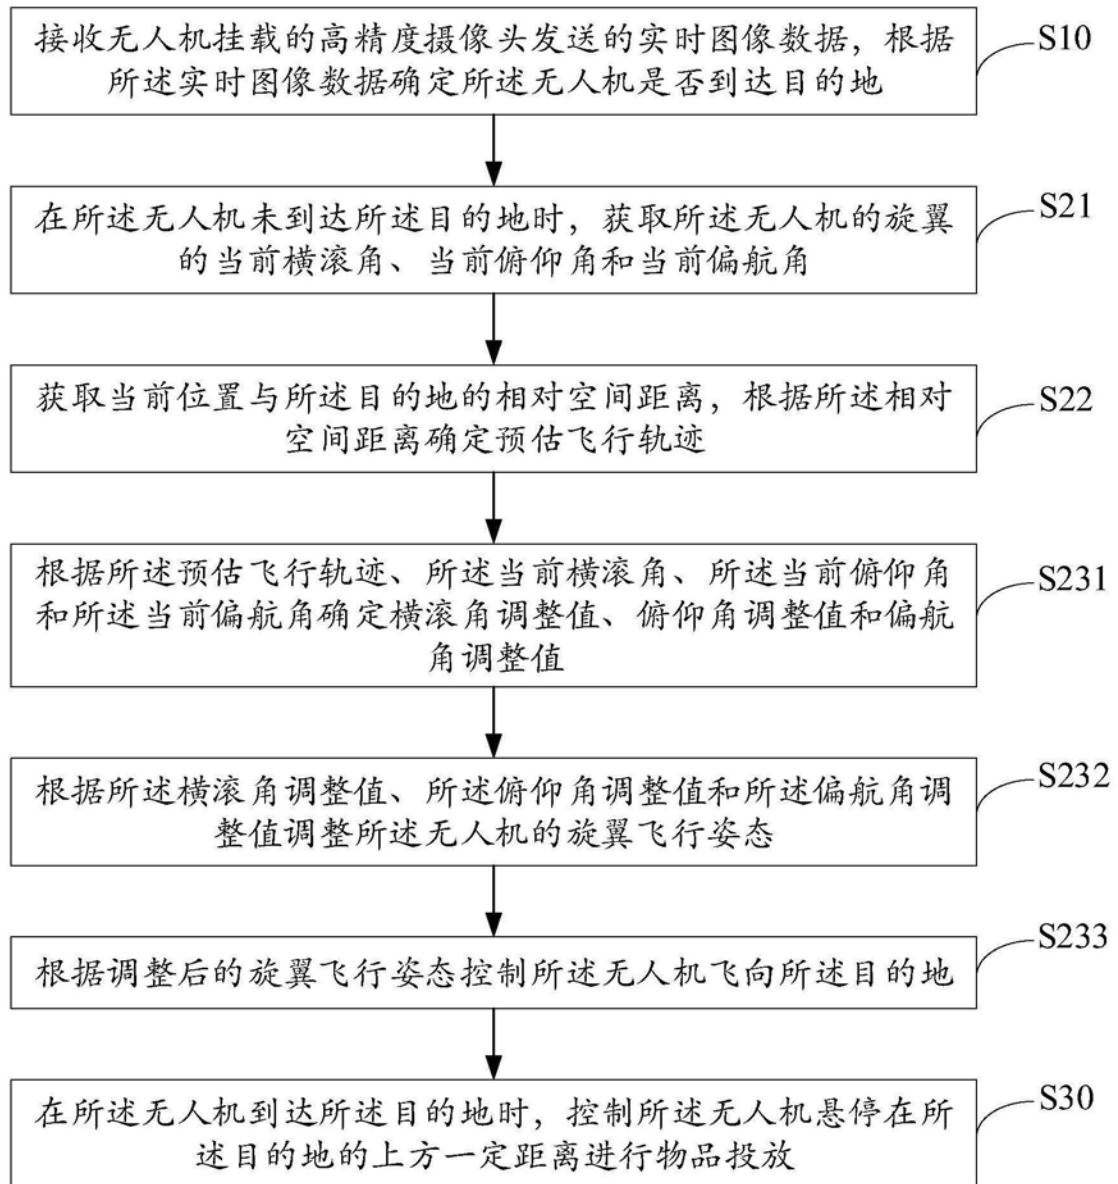 接收无人机挂载的高精度摄像头发送的实时图像数据，根据
所述实时图像数据确定所述无人机是否到达目的地
S10
在所述无人机未到达所述目的地时，获取所述无人机的旋翼
的当前横滚角、当前俯仰角和当前偏航角
S21
获取当前位置与所述目的地的相对空间距离，根据所述相对
空间距离确定预估飞行轨迹
S22
根据所述预估飞行轨迹、所述当前横滚角、所述当前俯仰角
和所述当前偏航角确定横滚角调整值、俯仰角调整值和偏航
角调整值
S231
根据所述横滚角调整值、所述俯仰角调整值和所述偏航角调
整值调整所述无人机的旋翼飞行姿态
S232
根据调整后的旋翼飞行姿态控制所述无人机飞向所述目的地
S233
在所述无人机到达所述目的地时，控制所述无人机悬停在所
述目的地的上方一定距离进行物品投放
S30